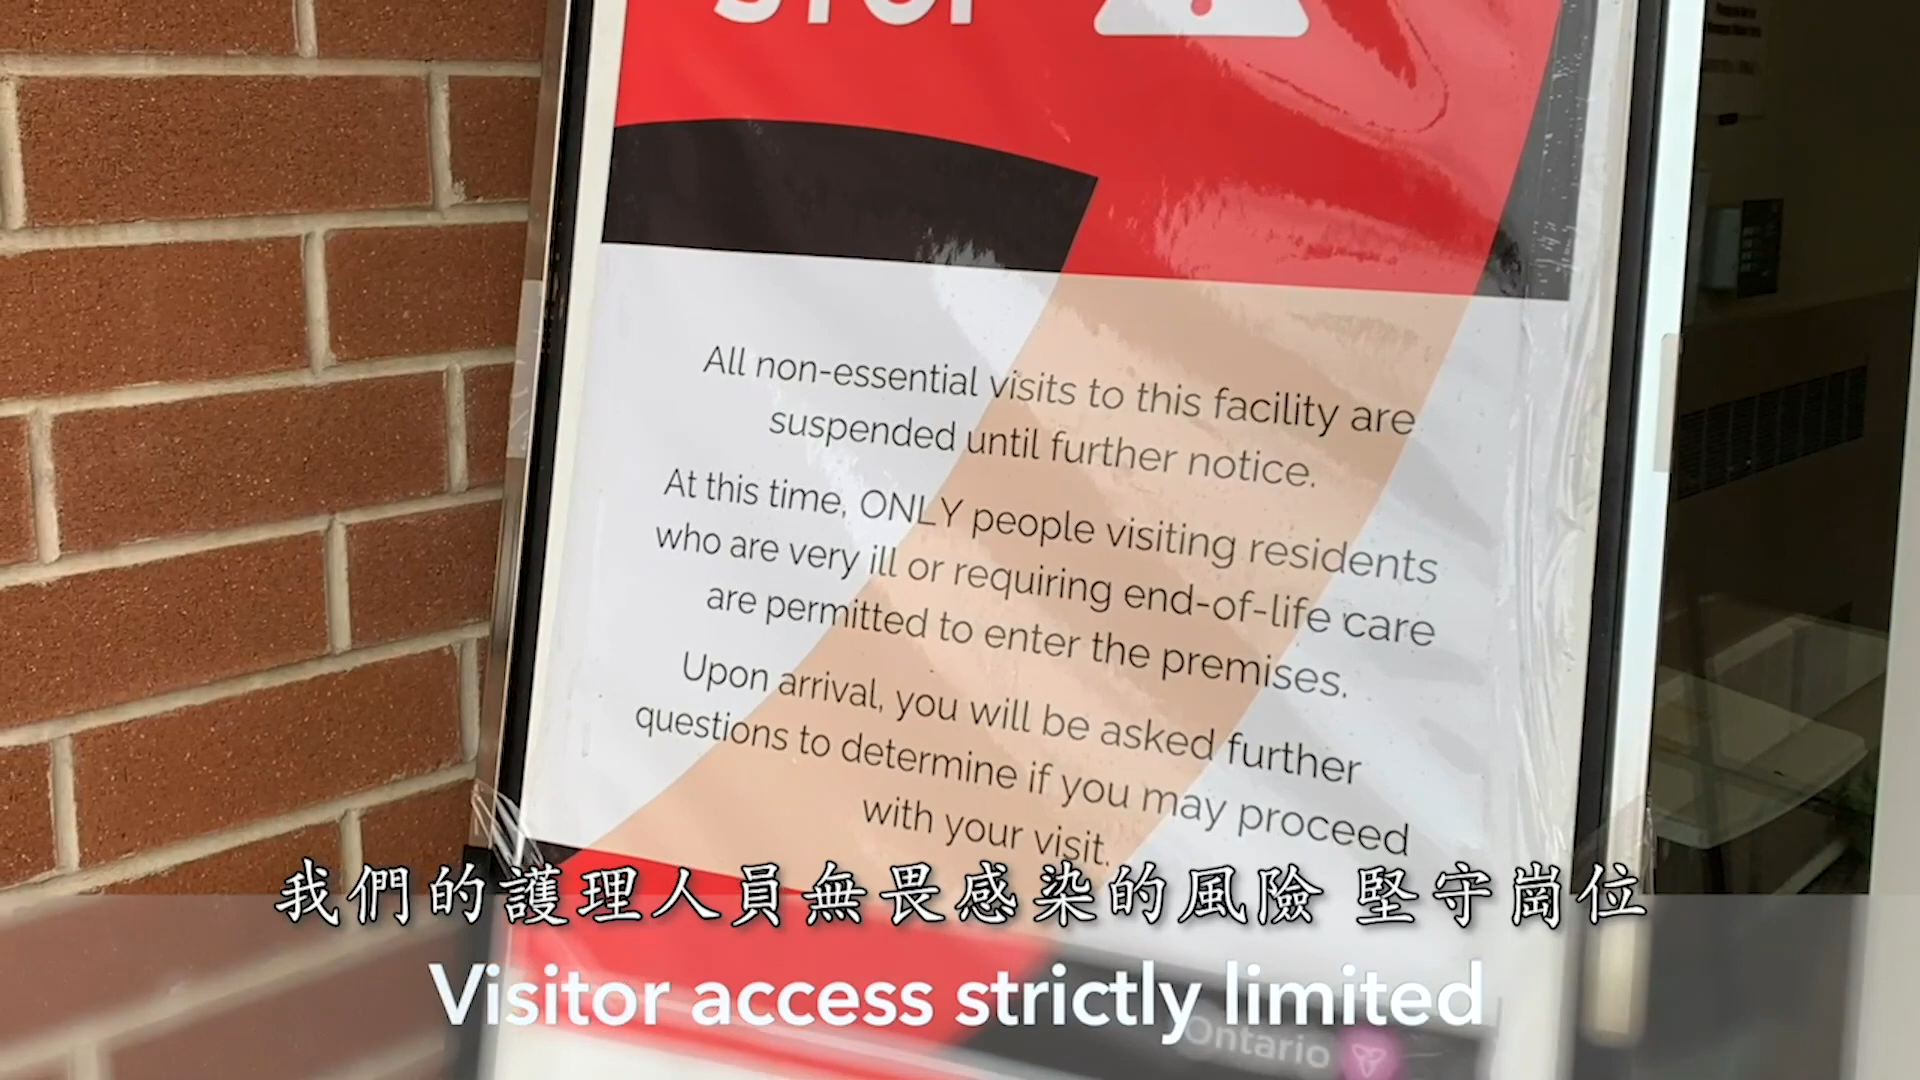 STOP
All non-essential visits to this facility are
suspended until further notice.
At this time, ONLY people visiting residents
who are very ill or requiring end-of-life care
are permitted to enter the premises.
Upon arrival, you will be asked further
questions to determine if you may proceed
with your visit.
我們的護理人員無畏感染的風險 堅守崗位
Visitor access strictly limited
Ontario